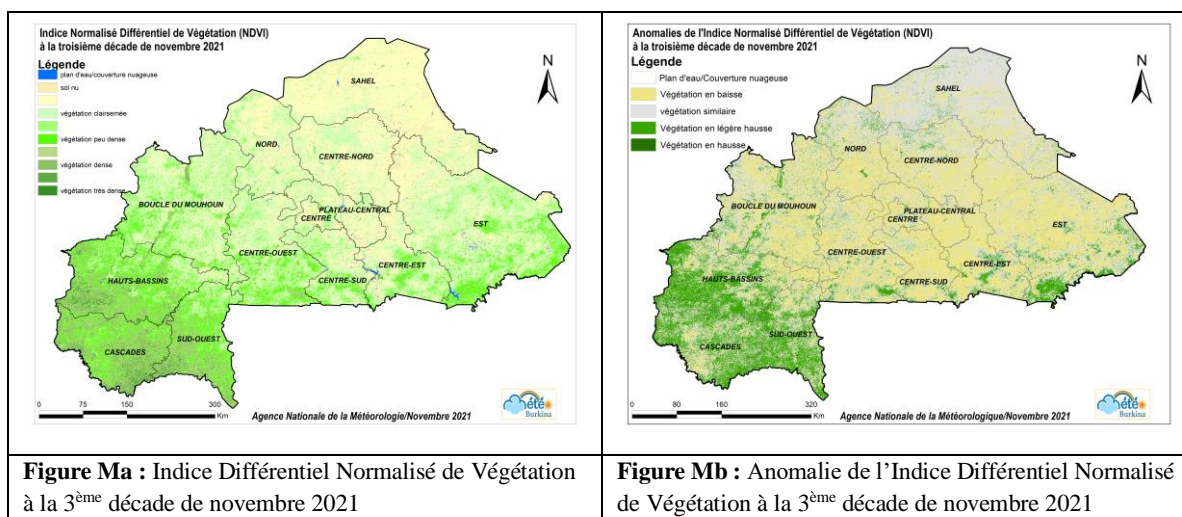 Indice Normalisé Différentiel de Végétation (NDVI)
à la troisième décade de novembre 2021
Légende
plan d'eau/couverture nuageuse
sol nu
végétation clairsemée
végétation peu dense
végétation dense
végétation très dense
N
SAHEL
NORD
CENTRE-NORD
BOUCLE DU MOUHOUN
PLATEAU-CENTRAL
CENTRE
EST
CENTRE-OUEST
CENTRE-EST
CENTRE-SUD
HAUTS-BASSINS
SUD-OUEST
CASCADES
0 75 150 300
Km
Agence Nationale de la Météorologie/Novembre 2021
météo
Burkina
Anomalies de l'Indice Normalisé Différentiel de Végétation (NDVI)
à la troisième décade de novembre 2021
Légende
Plan d'eau/Couverture nuageuse
Végétation en baisse
végétation similaire
Végétation en légère hausse
Végétation en hausse
N
SAHEL
NORD
CENTRE-NORD
BOUCLE DU MOUHOUN
PLATEAU-CENTRAL
CENTRE
EST
CENTRE-OUEST
CENTRE-EST
CENTRE-SUD
HAUTS-BASSINS
SUD-OUEST
CASCADES
0 80 160 320
Km
Agence Nationale de la Météorologique/Novembre 2021
météo
Burkina
Figure Ma : Indice Différentiel Normalisé de Végétation
à la 3ème décade de novembre 2021
Figure Mb : Anomalie de l'Indice Différentiel Normalisé
de Végétation à la 3ème décade de novembre 2021